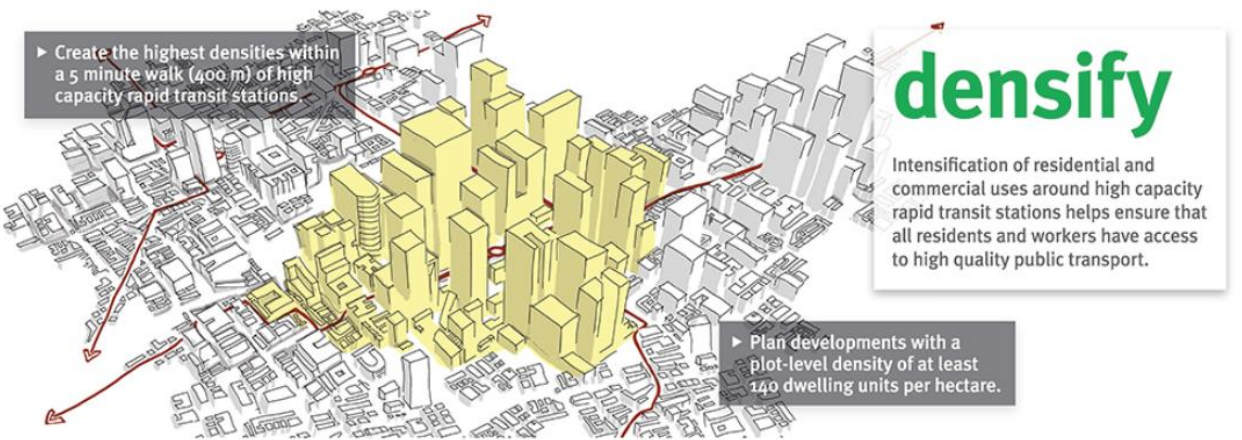 ▶ Create the highest densities within
a 5 minute walk (400 m) of high
capacity rapid transit stations.
densify
Intensification of residential and
commercial uses around high capacity
rapid transit stations helps ensure that
all residents and workers have access
to high quality public transport.
▶ Plan developments with a
plot-level density of at least
140 dwelling units per hectare.